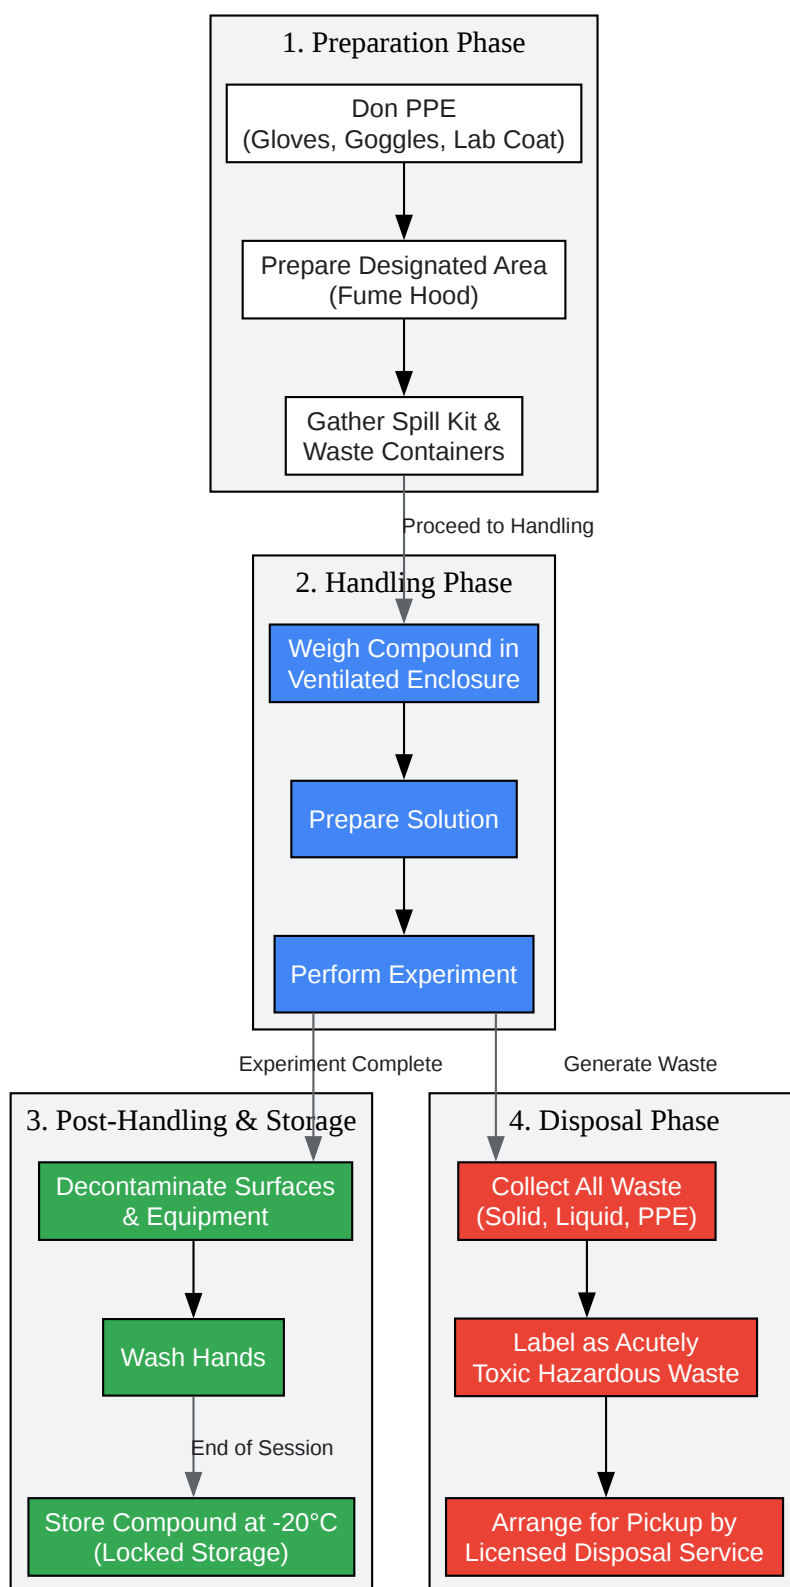 1. Preparation Phase
Don PPE
(Gloves, Goggles, Lab Coat)
Prepare Designated Area
(Fume Hood)
Gather Spill Kit &
Waste Containers
Proceed to Handling
2. Handling Phase
Weigh Compound in
Ventilated Enclosure
Prepare Solution
Perform Experiment
Experiment Complete
Generate Waste
3. Post-Handling & Storage
Decontaminate Surfaces
& Equipment
Wash Hands
End of Session
Store Compound at -20°C
(Locked Storage)
4. Disposal Phase
Collect All Waste
(Solid, Liquid, PPE)
Label as Acutely
Toxic Hazardous Waste
Arrange for Pickup by
Licensed Disposal Service